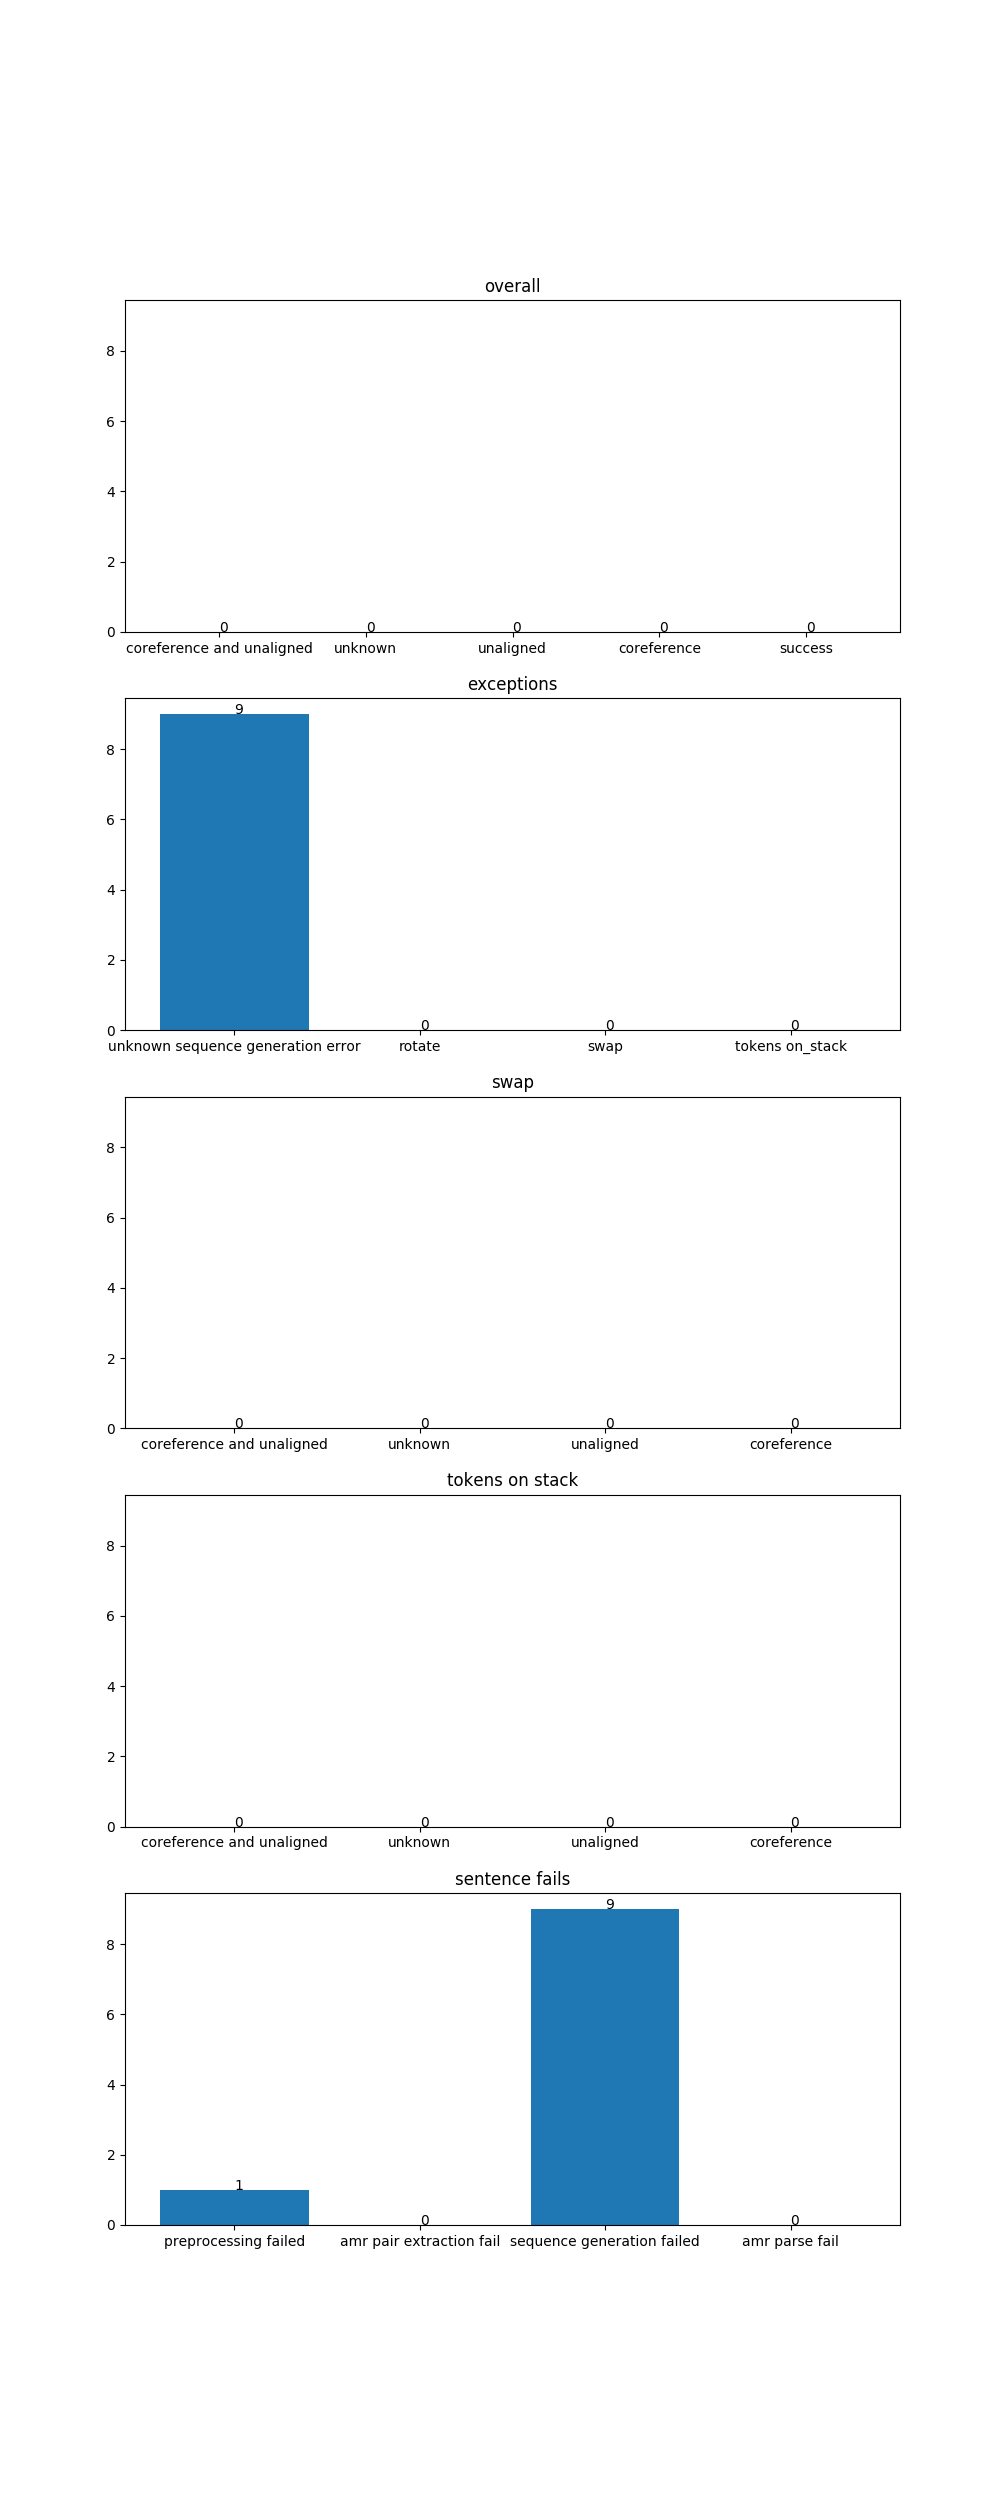 overall
8
6
4
2
0
0 0 0 0 0
coreference and unaligned unknown unaligned coreference success
exceptions
9
8
6
4
2
0
0 0 0
unknown sequence generation error rotate swap tokens on_stack
swap
8
6
4
2
0
0 0 0 0
coreference and unaligned unknown unaligned coreference
tokens on stack
8
6
4
2
0
0 0 0 0
coreference and unaligned unknown unaligned coreference
sentence fails
9
8
6
4
2
1
0
0 0
preprocessing failed amr pair extraction fail sequence generation failed amr parse fail